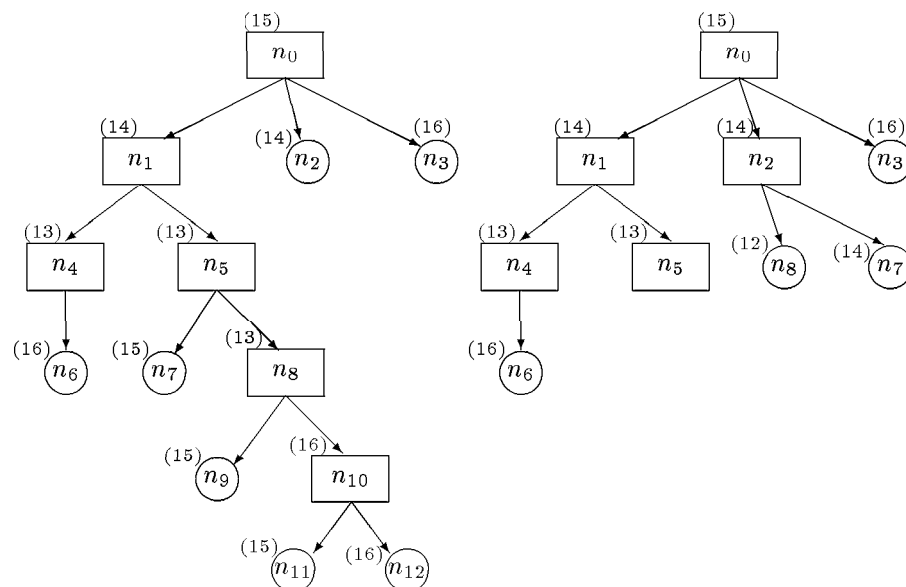 (15)
n0
(14)
n1
(14)
n2
(16)
n3
(13)
n4
(13)
n5
(16)
n6
(15)
n7
(13)
n8
(15)
n9
(16)
n10
(15)
n11
(16)
n12
(15)
n0
(14)
n1
(14)
n2
(16)
n3
(13)
n4
(13)
n5
(12)
n8
(14)
n7
(16)
n6